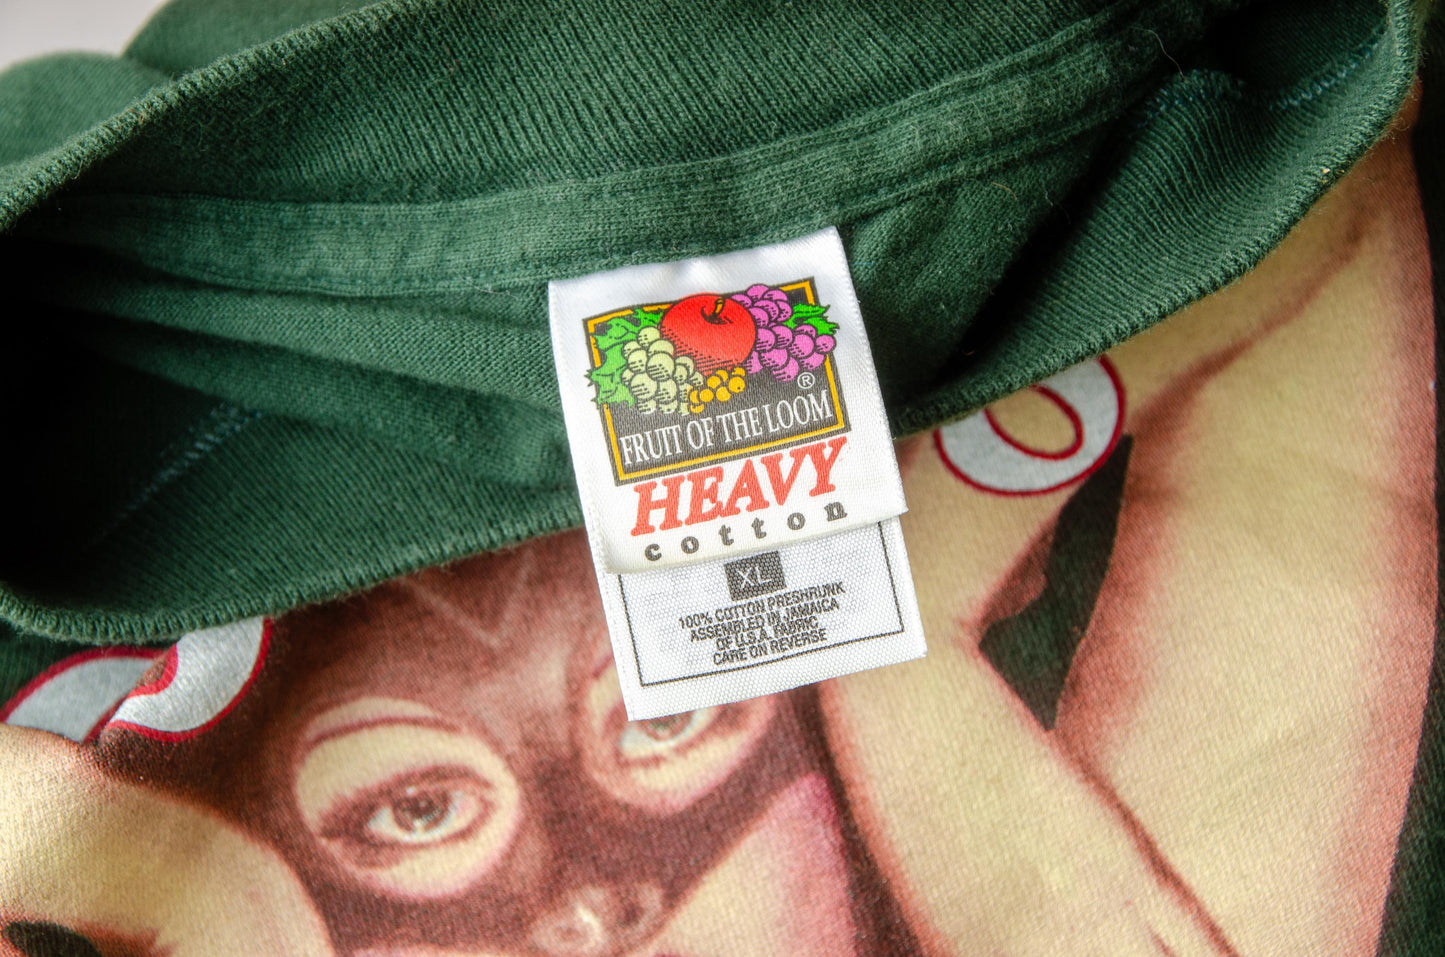 ®
FRUIT OF THE LOOM
HEAVY
cotton
XL
100% COTTON PRESHRUNK
ASSEMBLED IN JAMAICA
OF U.S.A. FABRIC
CARE ON REVERSE